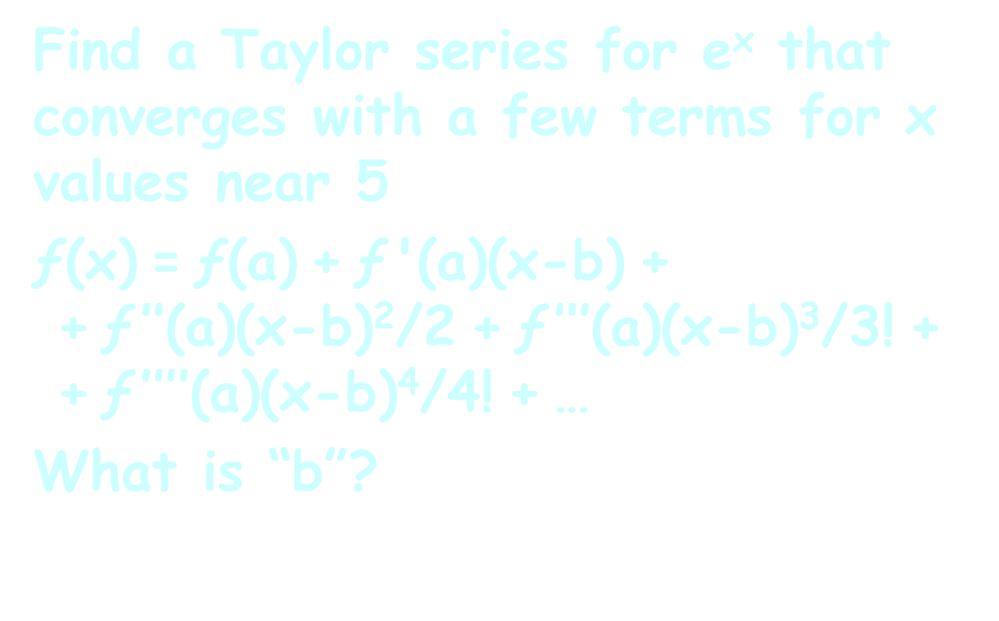 Find a Taylor series for eˣ that
converges with a few terms for x
values near 5
ƒ(x) = ƒ(a) + ƒ '(a)(x-b) +
+ ƒ''(a)(x-b)²/2 + ƒ'''(a)(x-b)³/3! +
+ ƒ''''(a)(x-b)⁴/4! + …
What is “b”?